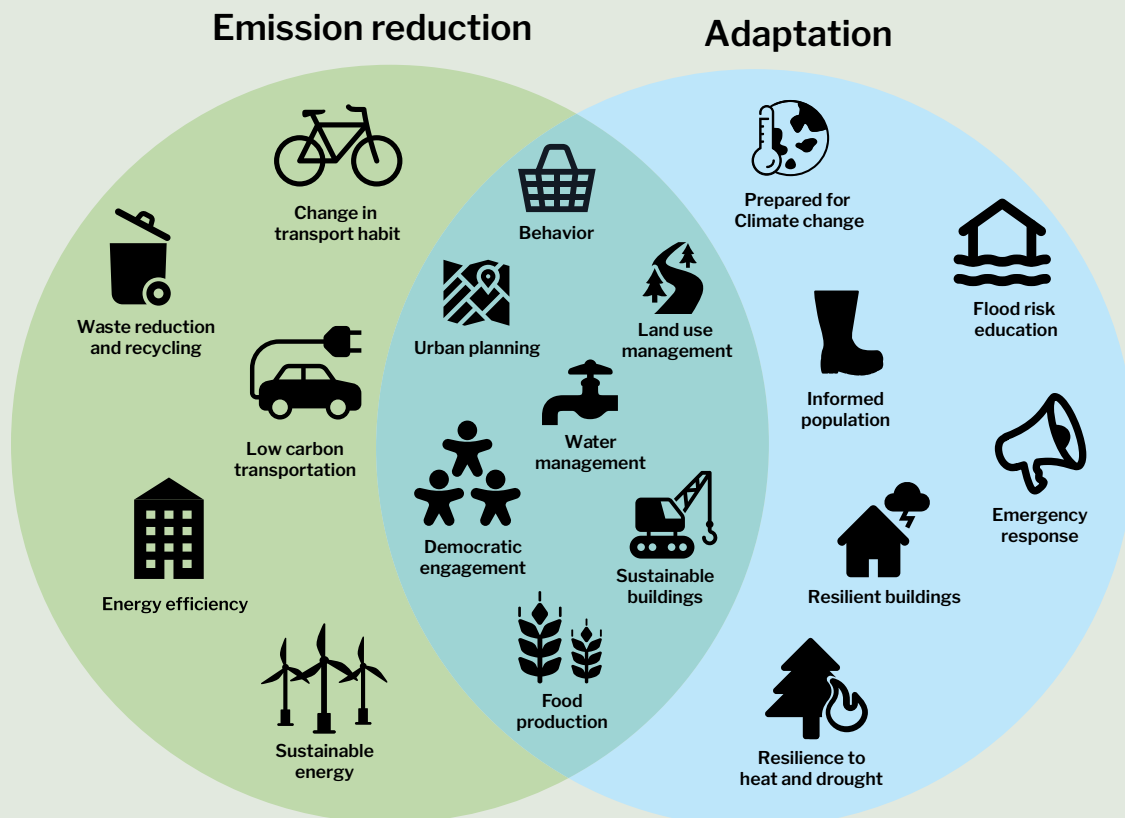 Emission reduction
Adaptation
Change in
transport habit
Waste reduction
and recycling
Low carbon
transportation
Energy efficiency
Sustainable
energy
Behavior
Urban planning
Land use
management
Water
management
Democratic
engagement
Sustainable
buildings
Food
production
Prepared for
Climate change
Flood risk
education
Informed
population
Emergency
response
Resilient buildings
Resilience to
heat and drought